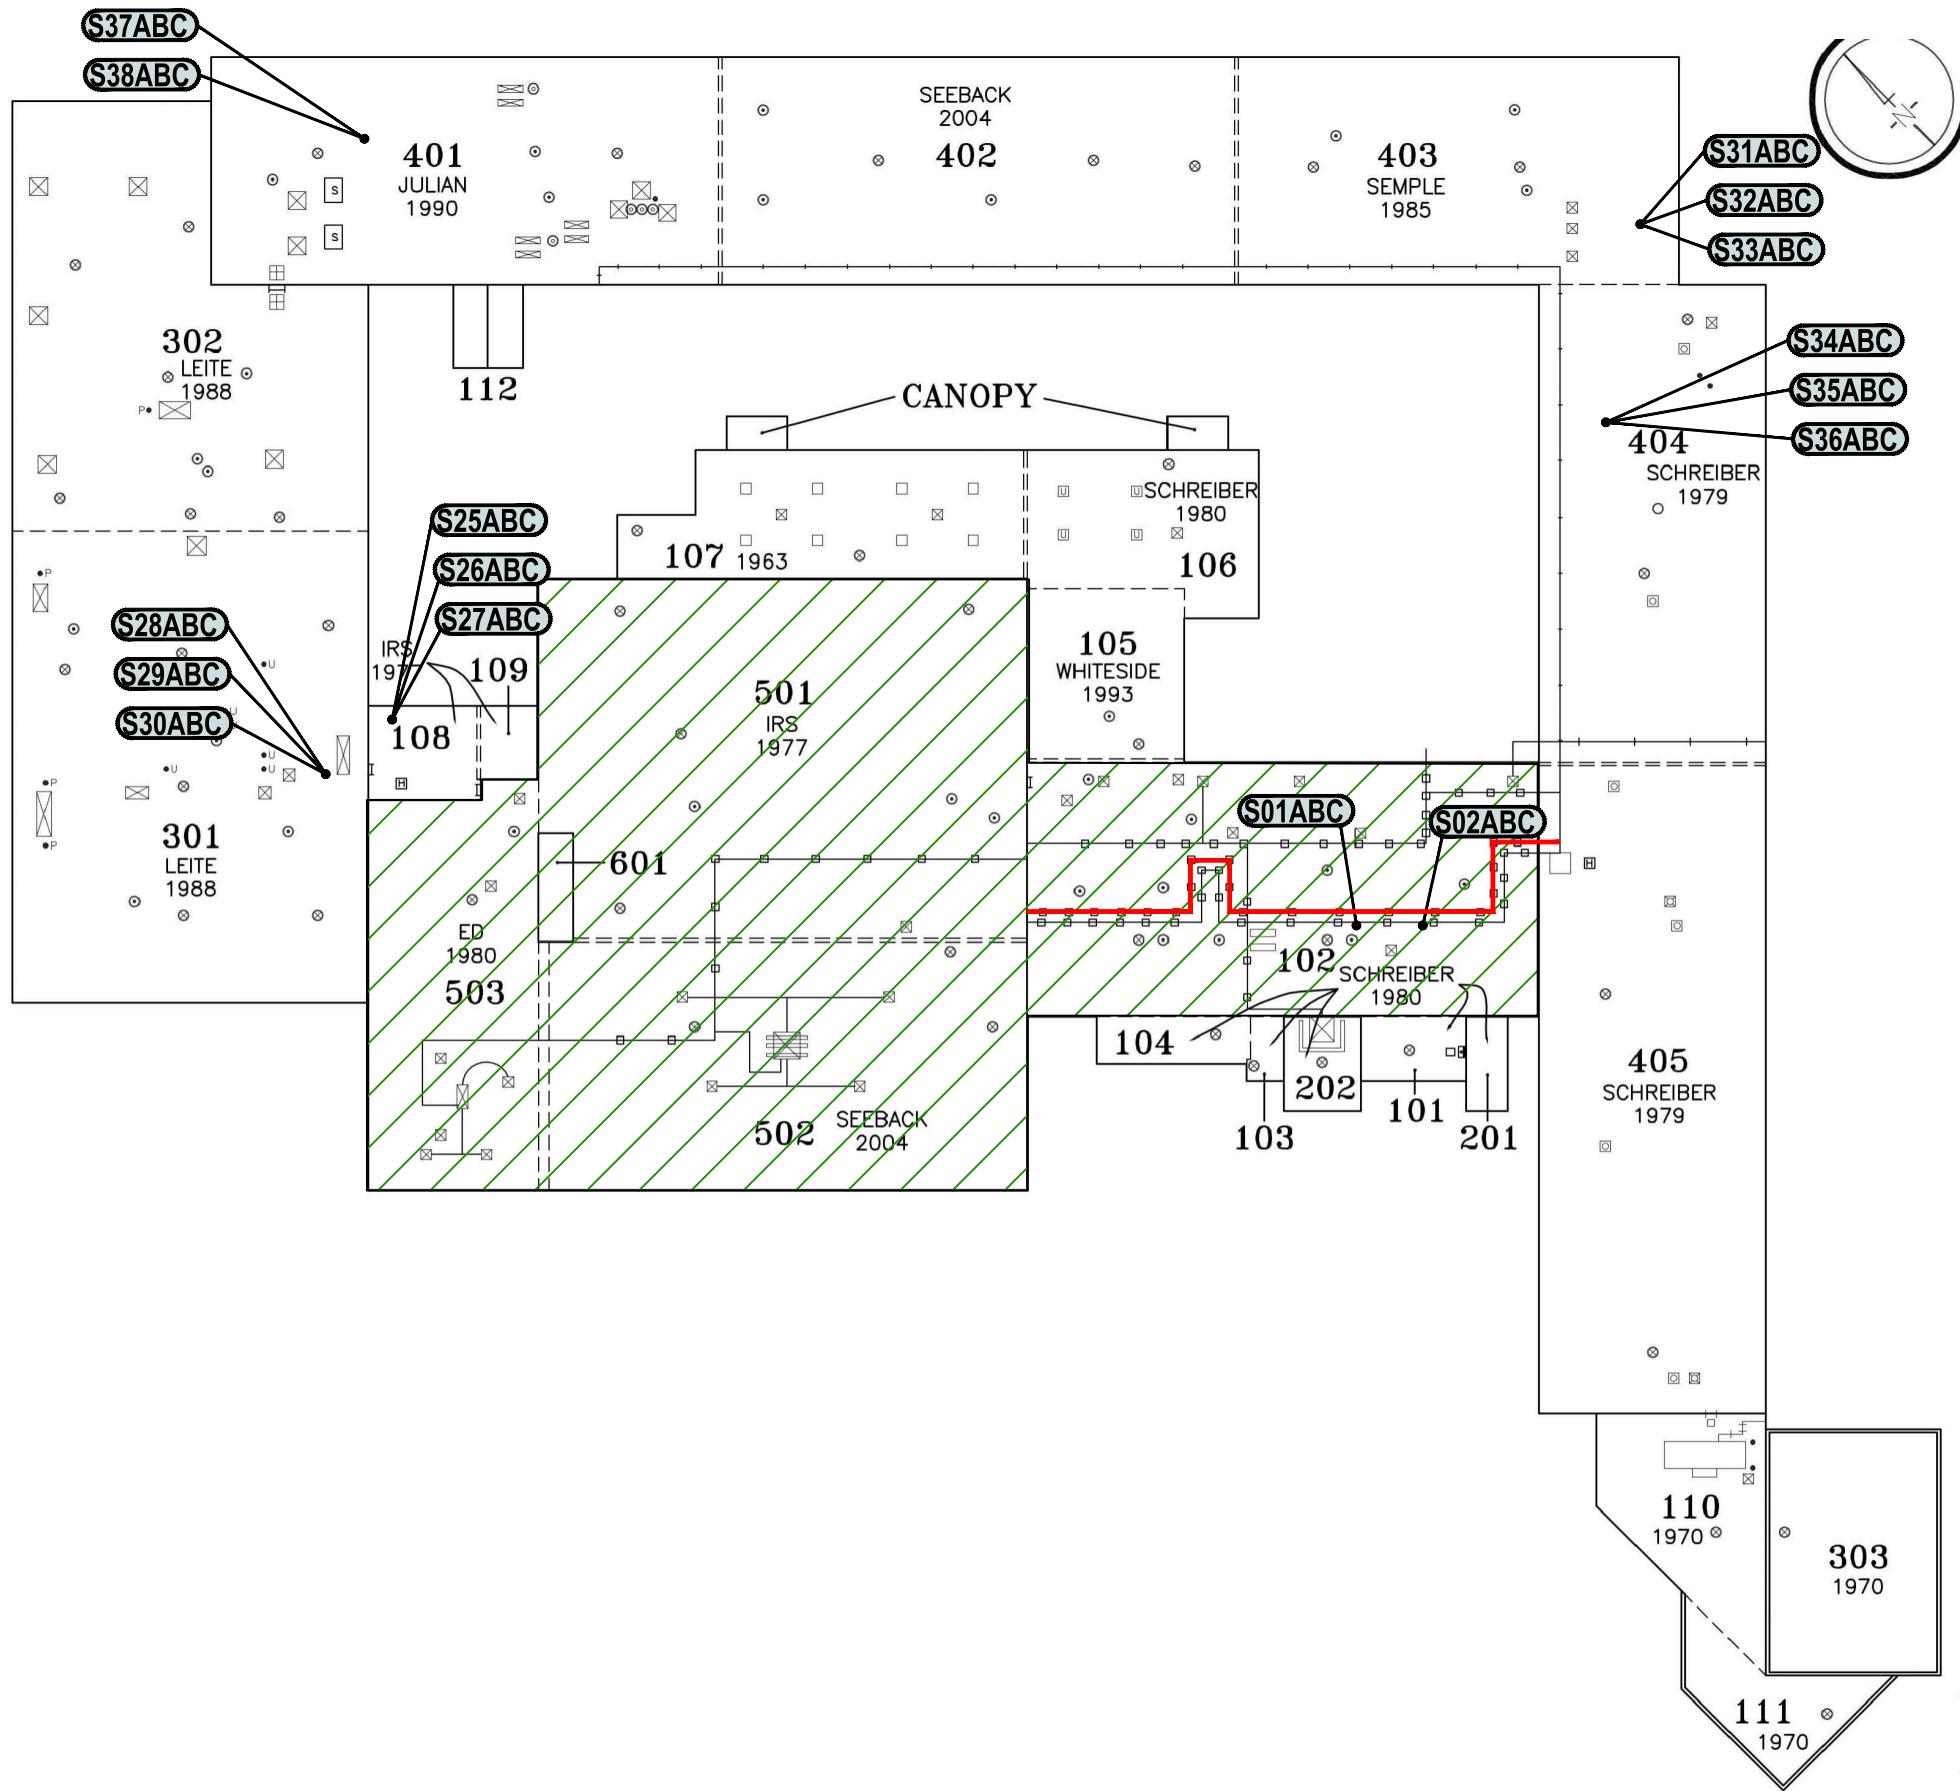 S37ABC
S38ABC
401
JULIAN
1990
S
S
SEEBACK
2004
402
403
SEMPLE
1985
N
S31ABC
S32ABC
S33ABC
302
LEITE
1988
P
112
CANOPY
S34ABC
S35ABC
S36ABC
404
SCHREIBER
1979
S25ABC
S26ABC
S27ABC
107 1963
U
U
U
U
SCHREIBER
1980
106
S28ABC
S29ABC
S30ABC
P
U
U
U
U
U
P
P
301
LEITE
1988
IRS
109
108
H
501
IRS
1977
105
WHITESIDE
1993
601
S01ABC
S02ABC
H
ED
1980
503
102
SCHREIBER
1980
502
SEEBACK
2004
104
103
202
101
201
405
SCHREIBER
1979
110
1970
303
1970
111
1970